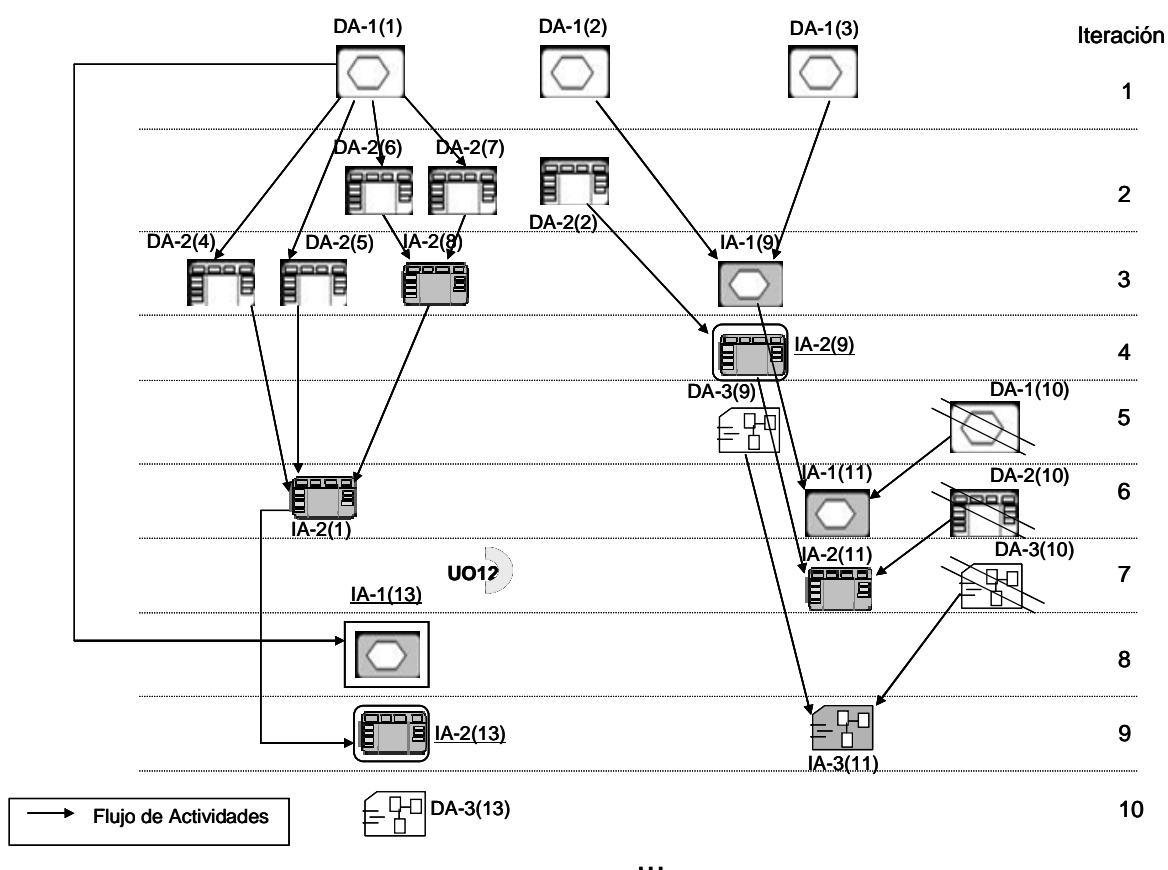 DA-1(1)
DA-1(2)
DA-1(3)
Iteración
1
DA-2(6)
DA-2(7)
2
DA-2(2)
DA-2(4)
DA-2(5)
IA-2(8)
IA-1(9)
3
IA-2(9)
4
DA-3(9)
DA-1(10)
5
IA-1(11)
DA-2(10)
6
IA-2(1)
IA-2(11)
DA-3(10)
UO12
7
IA-1(13)
8
IA-2(13)
9
IA-3(11)
Flujo de Actividades
DA-3(13)
10
...